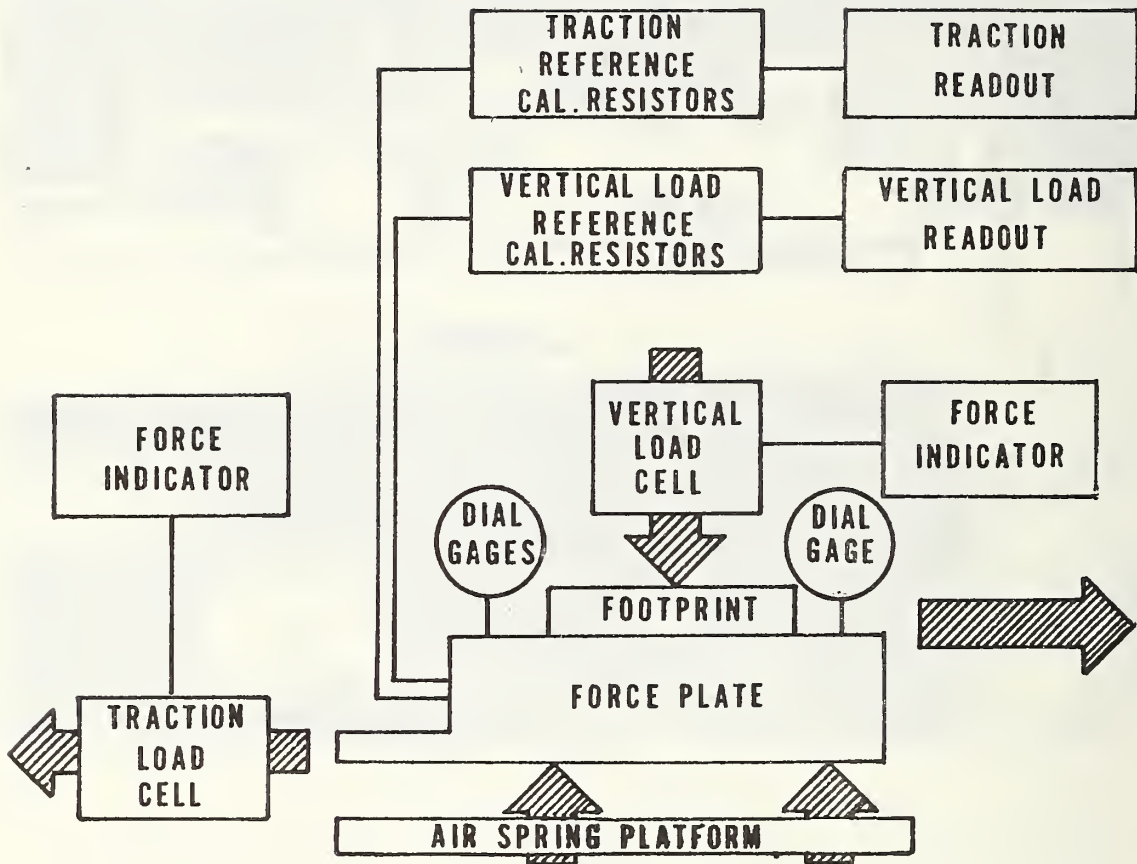 TRACTION
REFERENCE
CAL. RESISTORS
TRACTION
READOUT
VERTICAL LOAD
REFERENCE
CAL. RESISTORS
VERTICAL LOAD
READOUT
FORCE
INDICATOR
VERTICAL
LOAD
CELL
FORCE
INDICATOR
DIAL
GAGES
DIAL
GAGE
FOOTPRINT
FORCE PLATE
TRACTION
LOAD
CELL
AIR SPRING PLATFORM